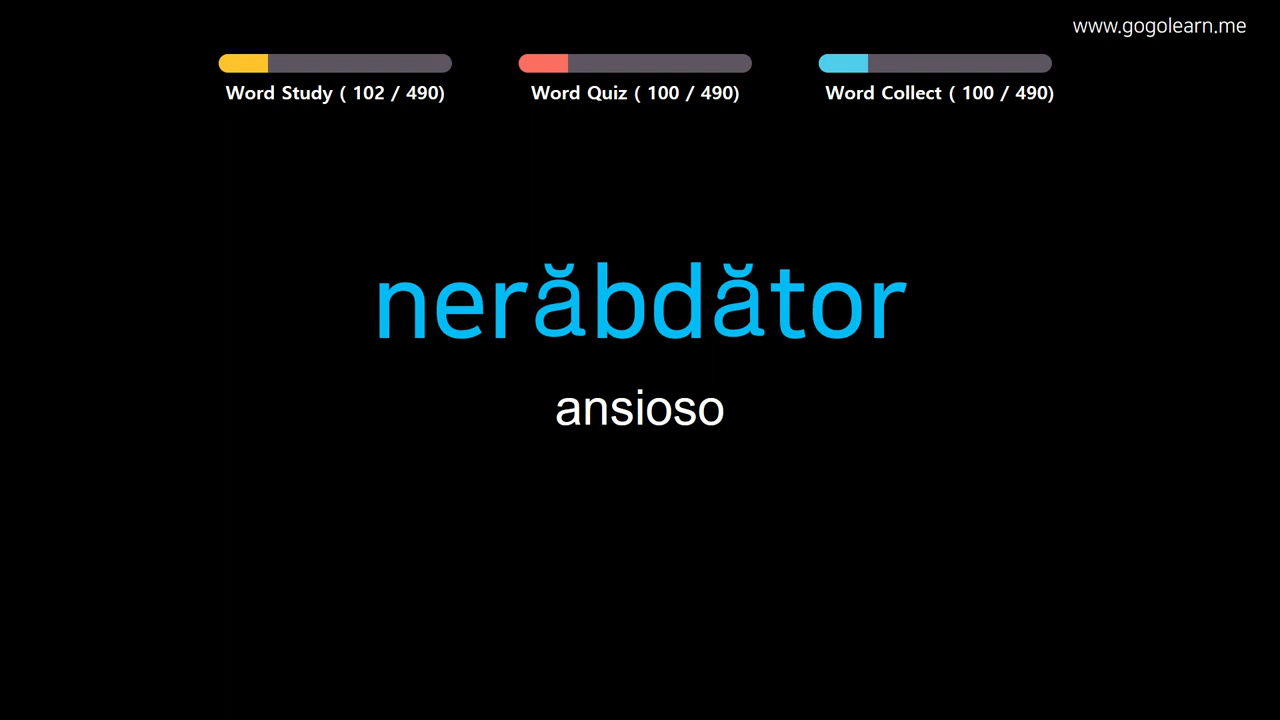 www.gogolearn.me
Word Study ( 102 / 490)
Word Quiz ( 100 / 490)
Word Collect ( 100 / 490)
nerăbdător
ansioso